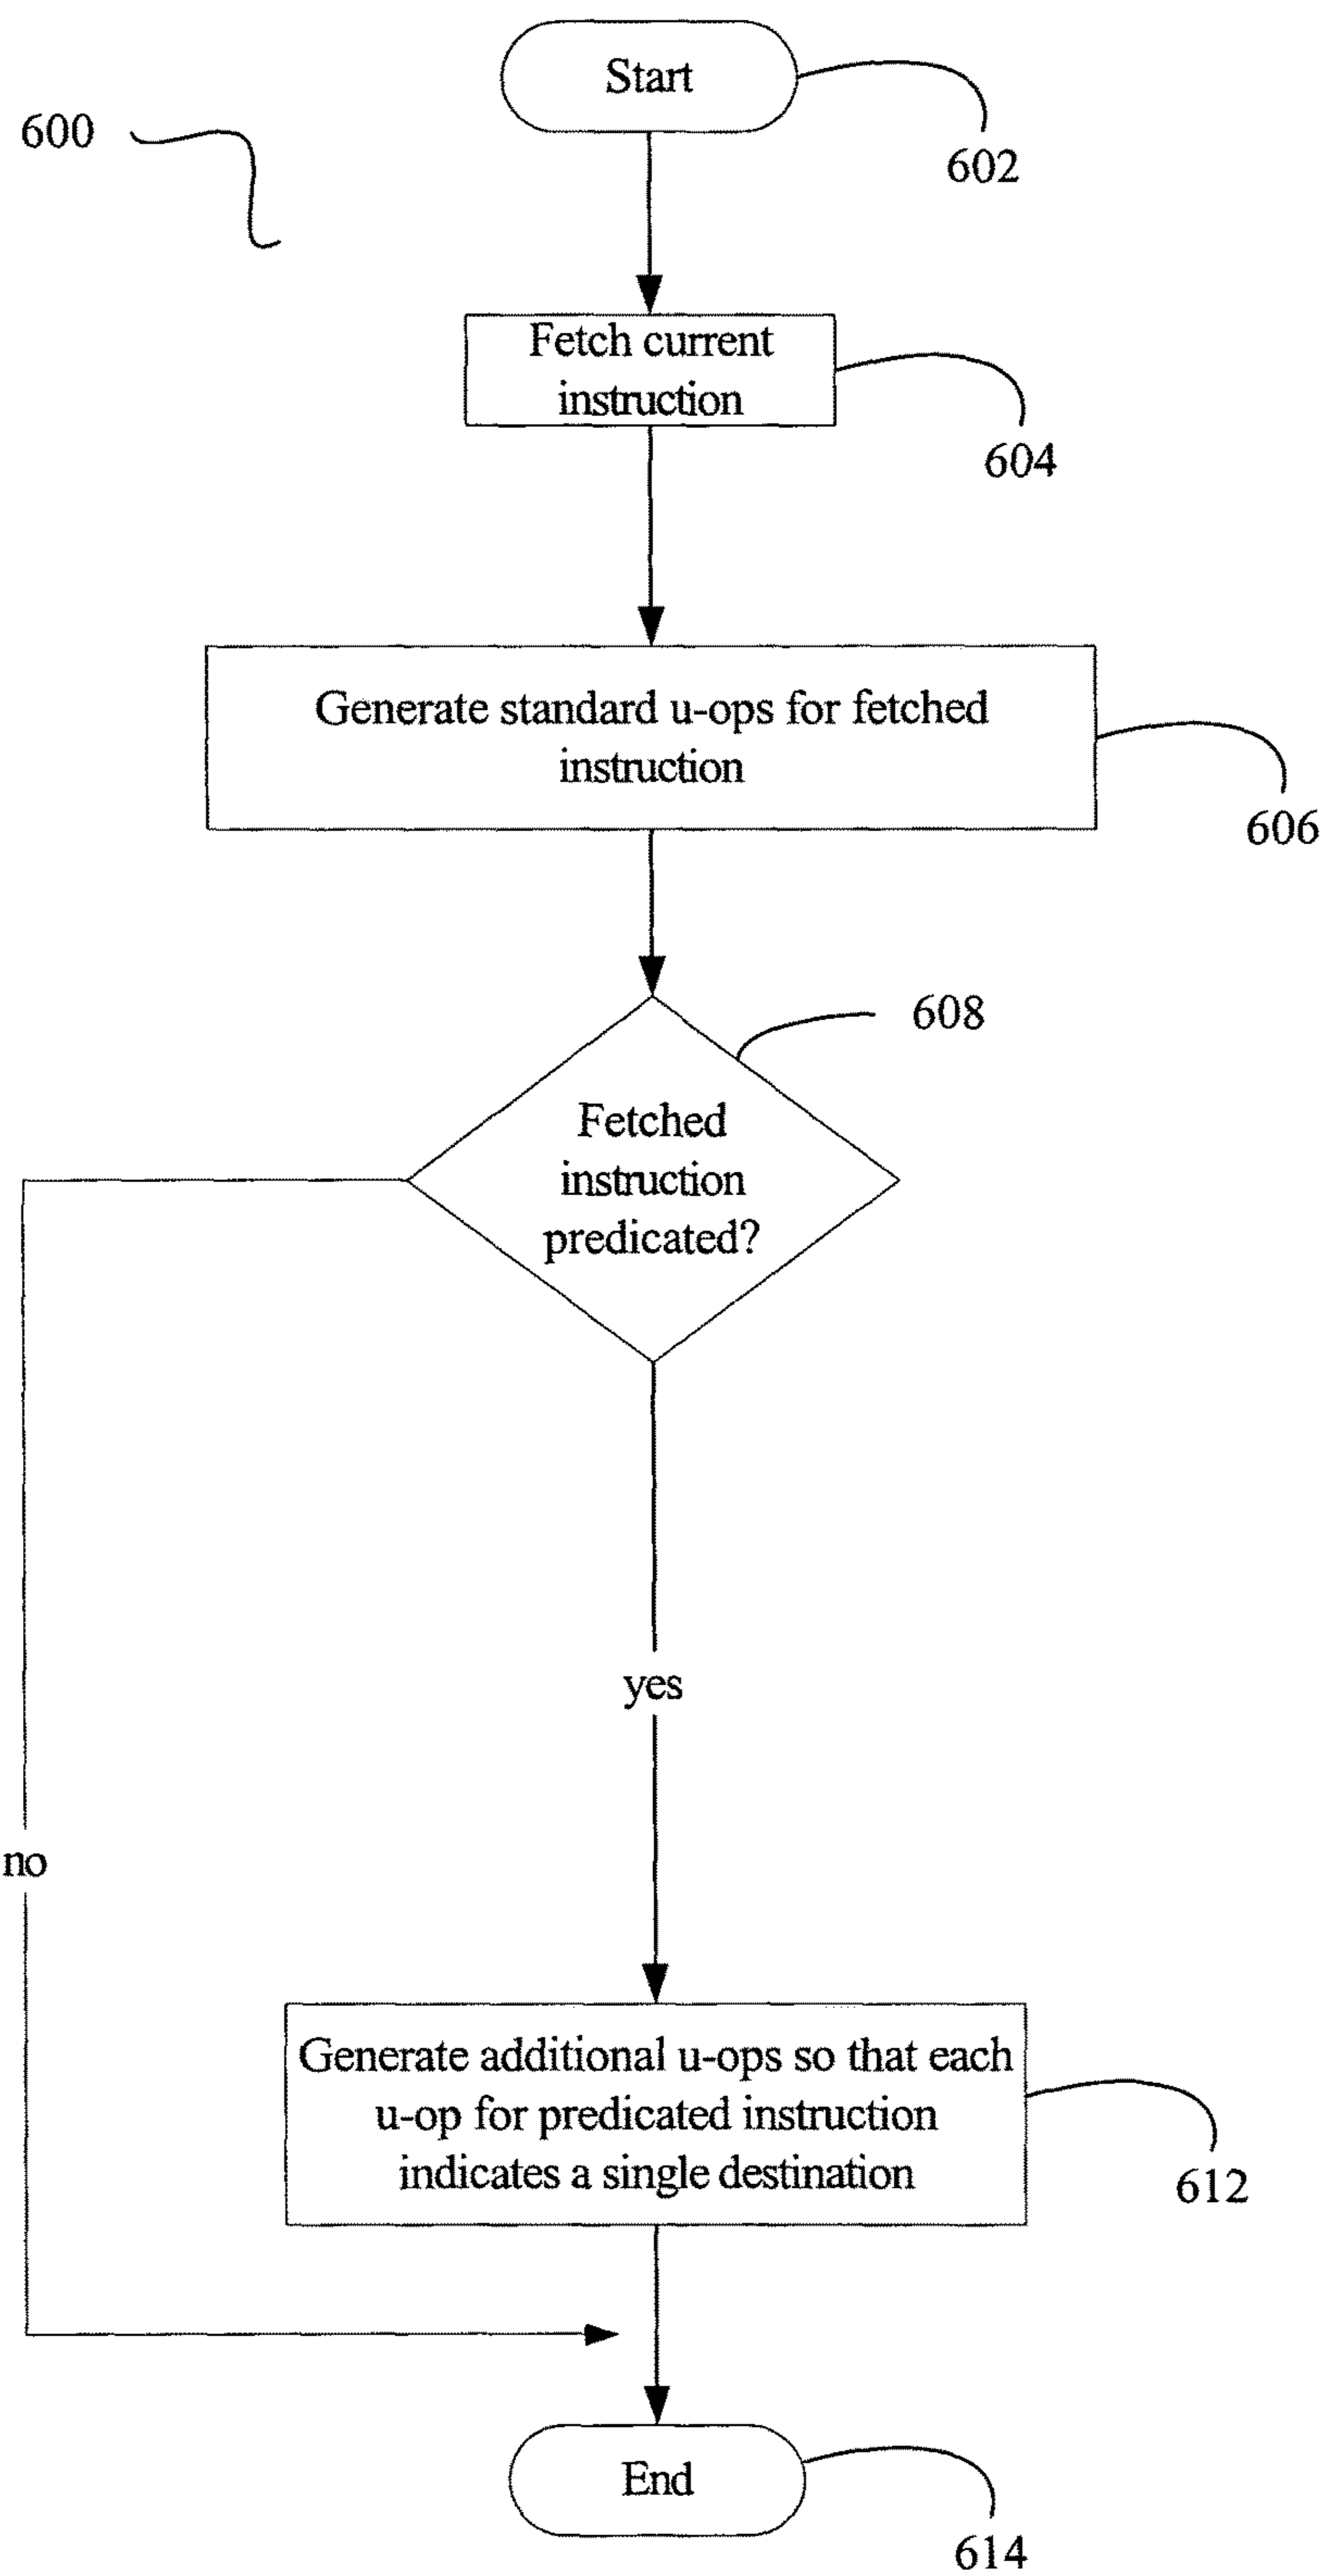 Start
600
602
Fetch current
instruction
604
Generate standard u-ops for fetched
instruction
606
608
Fetched
instruction
predicated?
yes
no
Generate additional u-ops so that each
u-op for predicated instruction
indicates a single destination
612
End
614